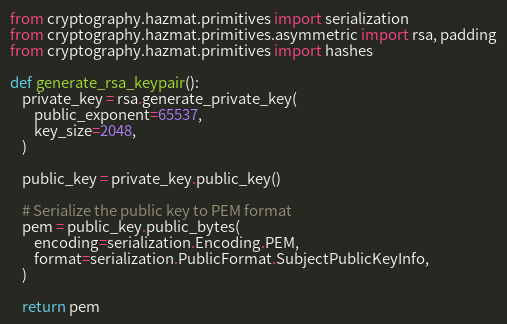 from cryptography.hazmat.primitives import serialization
from cryptography.hazmat.primitives.asymmetric import rsa, padding
from cryptography.hazmat.primitives import hashes

def generate_rsa_keypair():
    private_key = rsa.generate_private_key(
        public_exponent=65537,
        key_size=2048,
    )

    public_key = private_key.public_key()

    # Serialize the public key to PEM format
    pem = public_key.public_bytes(
        encoding=serialization.Encoding.PEM,
        format=serialization.PublicFormat.SubjectPublicKeyInfo,
    )

    return pem